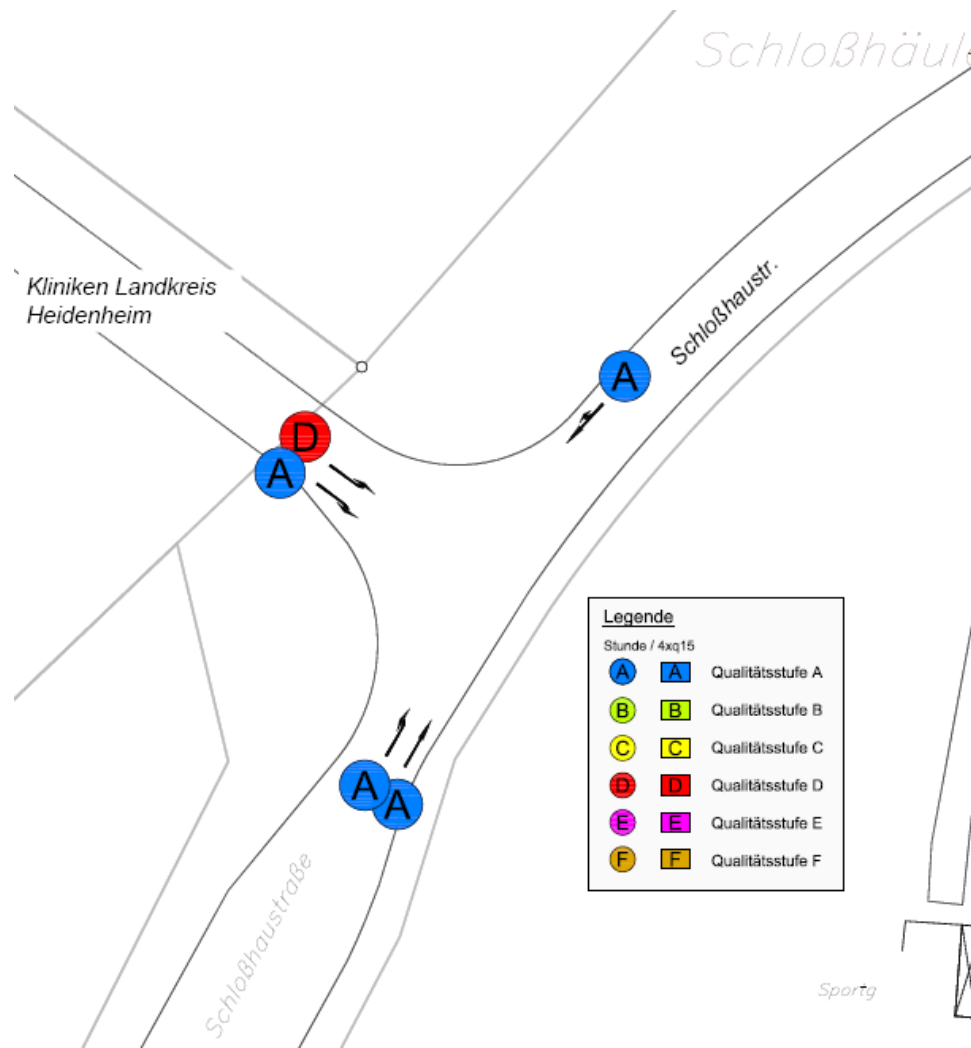 Schloßhäule
Kliniken Landkreis
Heidenheim
Schloßhaustr.
A
D
A
A
A
Schloßhaustraße
Legende
Stunde / 4xq15
A A Qualitätsstufe A
B B Qualitätsstufe B
C C Qualitätsstufe C
D D Qualitätsstufe D
E E Qualitätsstufe E
F F Qualitätsstufe F
Sportg